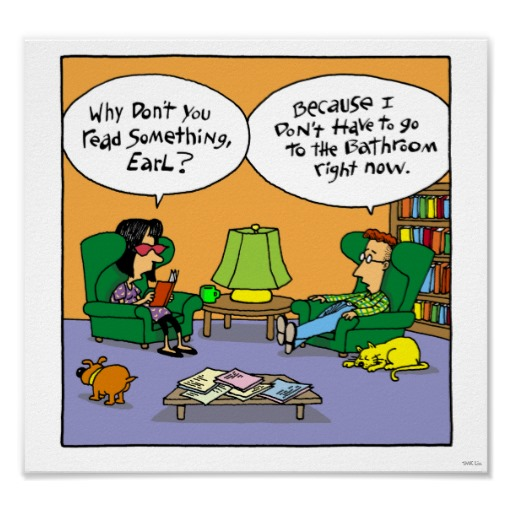 Why Don't You
read Something,
Earl?
Because I
Don't Have to go
to the Bathroom
right now.